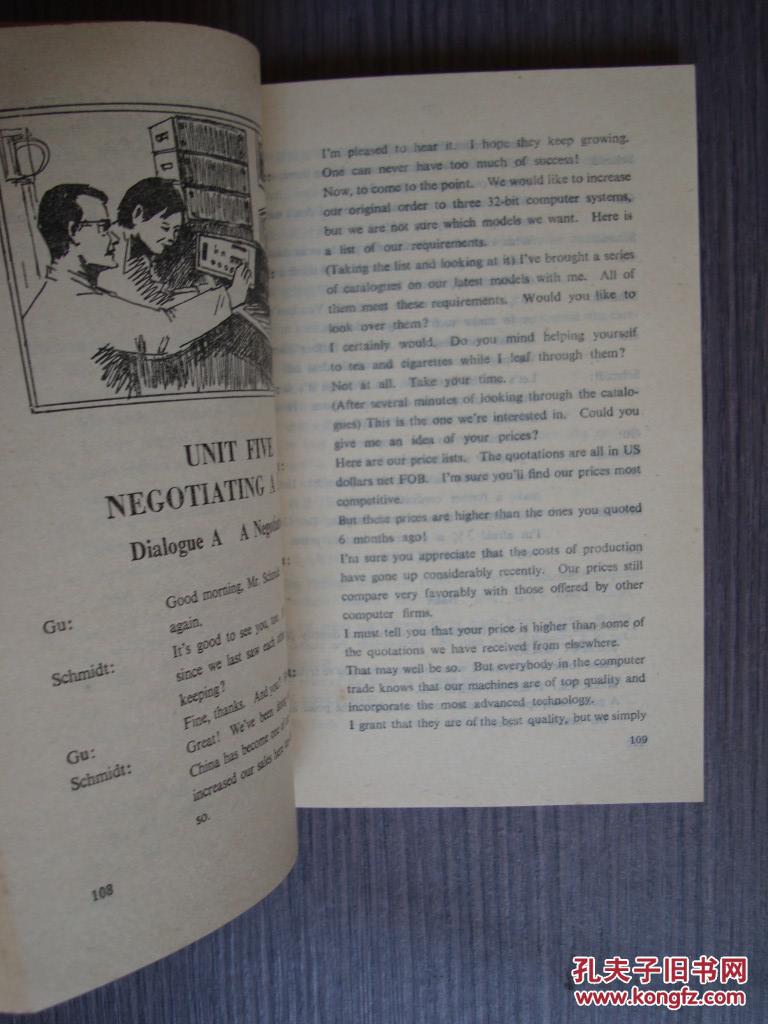 UNIT FIVE
NEGOTIATING A
Dialogue A A
Gu:
Good morning, Mr.
again.
Schmidt:
It's good to see you, too.
since we last saw each
keeping?
Gu:
Fine, thanks. And you?
Schmidt:
Great! We've been
China has become one of
increased our sales here
so.
108
I'm pleased to hear it. I hope they keep growing.
One can never have too much of success!
Now, to come to the point. We would like to increase
our original order to three 32-bit computer systems,
but we are not sure which models we want. Here is
a list of our requirements.
(Taking the list and looking at it) I've brought a series
of catalogues on our latest models with me. All of
them meet these requirements. Would you like to
look over them?
I certainly would. Do you mind helping yourself
to tea and cigarettes while I leaf through them?
Not at all. Take your time.
(After several minutes of looking through the catalo-
gues) This is the one we're interested in. Could you
give me an idea of your prices?
Here are our price lists. The quotations are all in US
dollars net FOB. I'm sure you'll find our prices most
competitive.
But these prices are higher than the ones you quoted
6 months ago!
I'm sure you appreciate that the costs of production
have gone up considerably recently. Our prices still
compare very favorably with those offered by other
computer firms.
I must tell you that your price is higher than some of
the quotations we have received from elsewhere.
That may well be so. But everybody in the computer
trade knows that our machines are of top quality and
incorporate the most advanced technology.
I grant that they are of the best quality, but we simply
109
孔夫子旧书网
www.kongfz.com